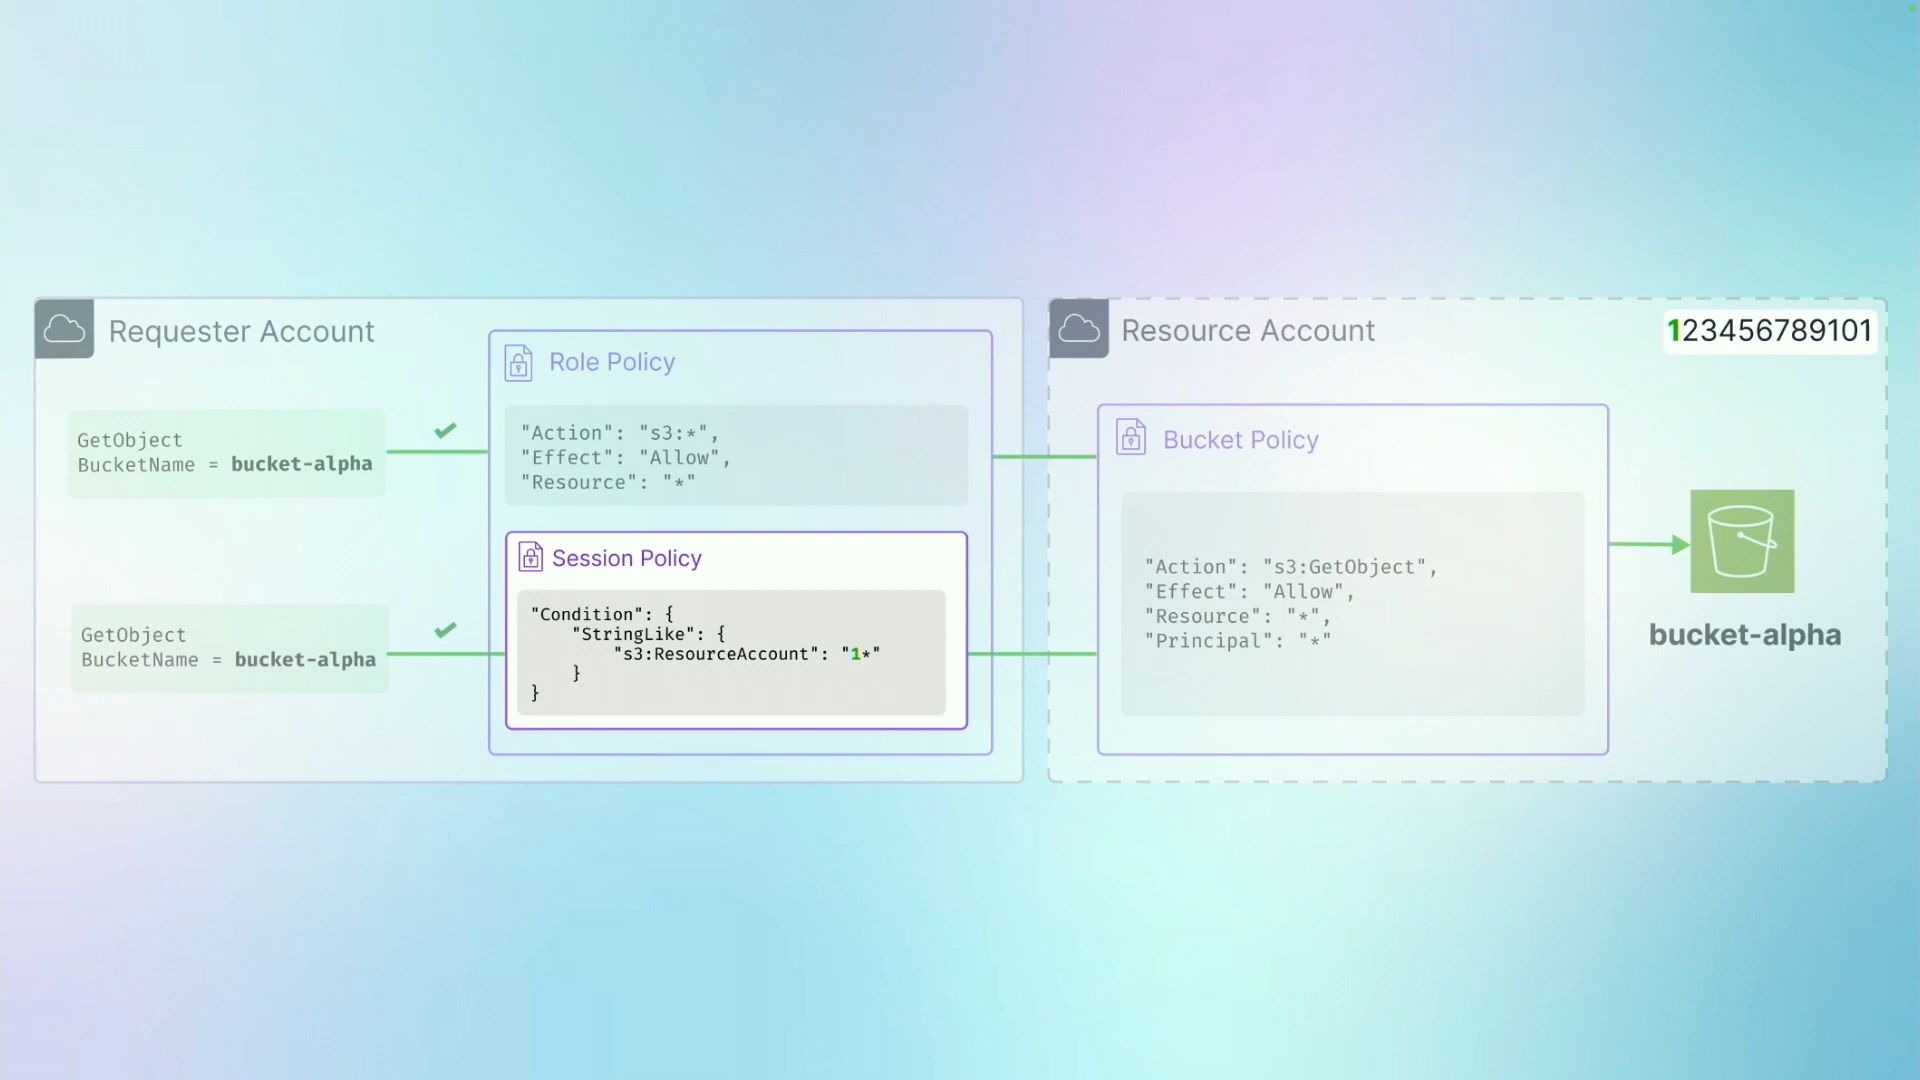 Requester Account
GetObject
BucketName = bucket-alpha
GetObject
BucketName = bucket-alpha
Role Policy
"Action": "s3:*",
"Effect": "Allow",
"Resource": "*"
Session Policy
"Condition": {
"StringLike": {
"s3:ResourceAccount": "1*"
}
}
Resource Account
123456789101
Bucket Policy
"Action": "s3:GetObject",
"Effect": "Allow",
"Resource": "*",
"Principal": "*"
bucket-alpha